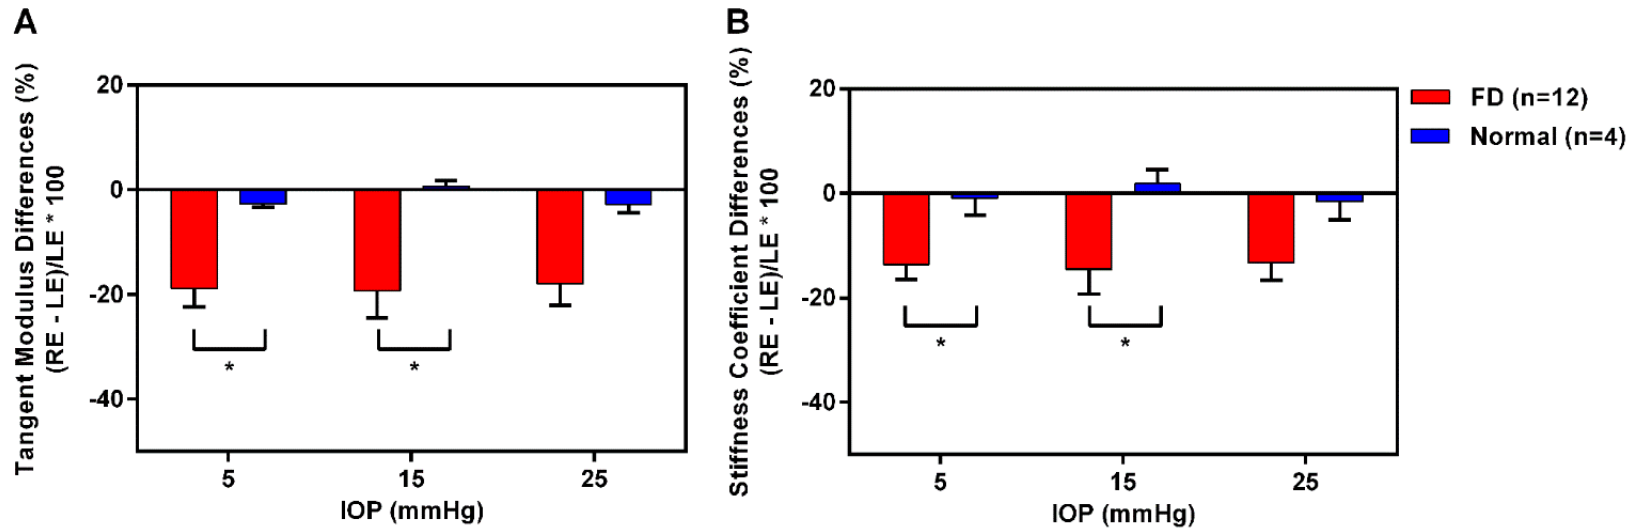 A
Tangent Modulus Differences (%)
(RE - LE)/LE * 100
20
0
-20
-40
*
*
5
15
25
IOP (mmHg)
B
Stiffness Coefficient Differences (%)
(RE - LE)/LE * 100
20
0
-20
-40
*
*
5
15
25
IOP (mmHg)
FD (n=12)
Normal (n=4)